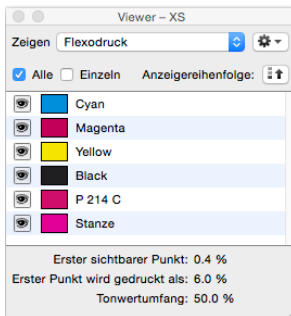 Viewer – XS
Zeigen Flexodruck
Alle Einzeln Anzeigereihenfolge:
Cyan
Magenta
Yellow
Black
P 214 C
Stanze
Erster sichtbarer Punkt: 0.4 %
Erster Punkt wird gedruckt als: 6.0 %
Tonwertumfang: 50.0 %